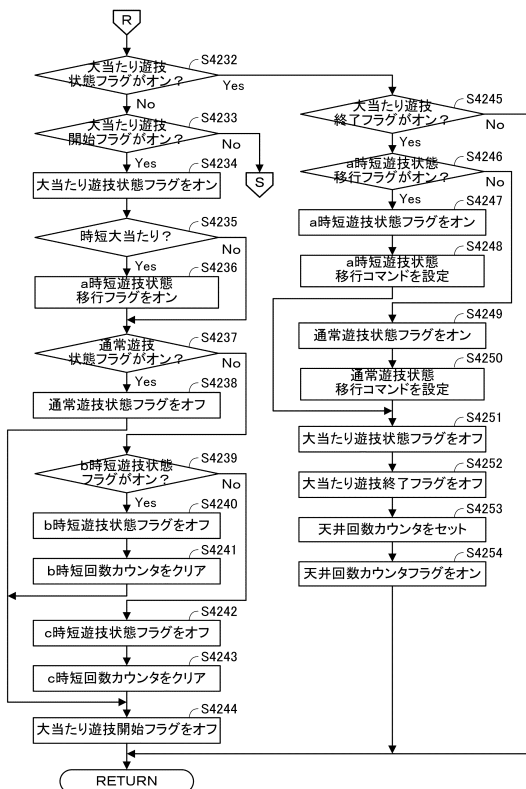 R
S4232
大当たり遊技
状態フラグがオン?
Yes
No
S4233
大当たり遊技
開始フラグがオン?
No
Yes
S
S4234
大当たり遊技状態フラグをオン
S4235
時短大当たり?
No
Yes
S4236
a時短遊技状態
移行フラグをオン
S4237
通常遊技
状態フラグがオン?
No
Yes
S4238
通常遊技状態フラグをオフ
S4239
b時短遊技状態
フラグがオン?
No
Yes
S4240
b時短遊技状態フラグをオフ
S4241
b時短回数カウンタをクリア
S4242
c時短遊技状態フラグをオフ
S4243
c時短回数カウンタをクリア
S4244
大当たり遊技開始フラグをオフ
RETURN
S4245
大当たり遊技
終了フラグがオン?
No
Yes
S4246
a時短遊技状態
移行フラグがオン?
No
Yes
S4247
a時短遊技状態フラグをオン
S4248
a時短遊技状態
移行コマンドを設定
S4249
通常遊技状態フラグをオン
S4250
通常遊技状態
移行コマンドを設定
S4251
大当たり遊技状態フラグをオフ
S4252
大当たり遊技終了フラグをオフ
S4253
天井回数カウンタをセット
S4254
天井回数カウンタフラグをオン